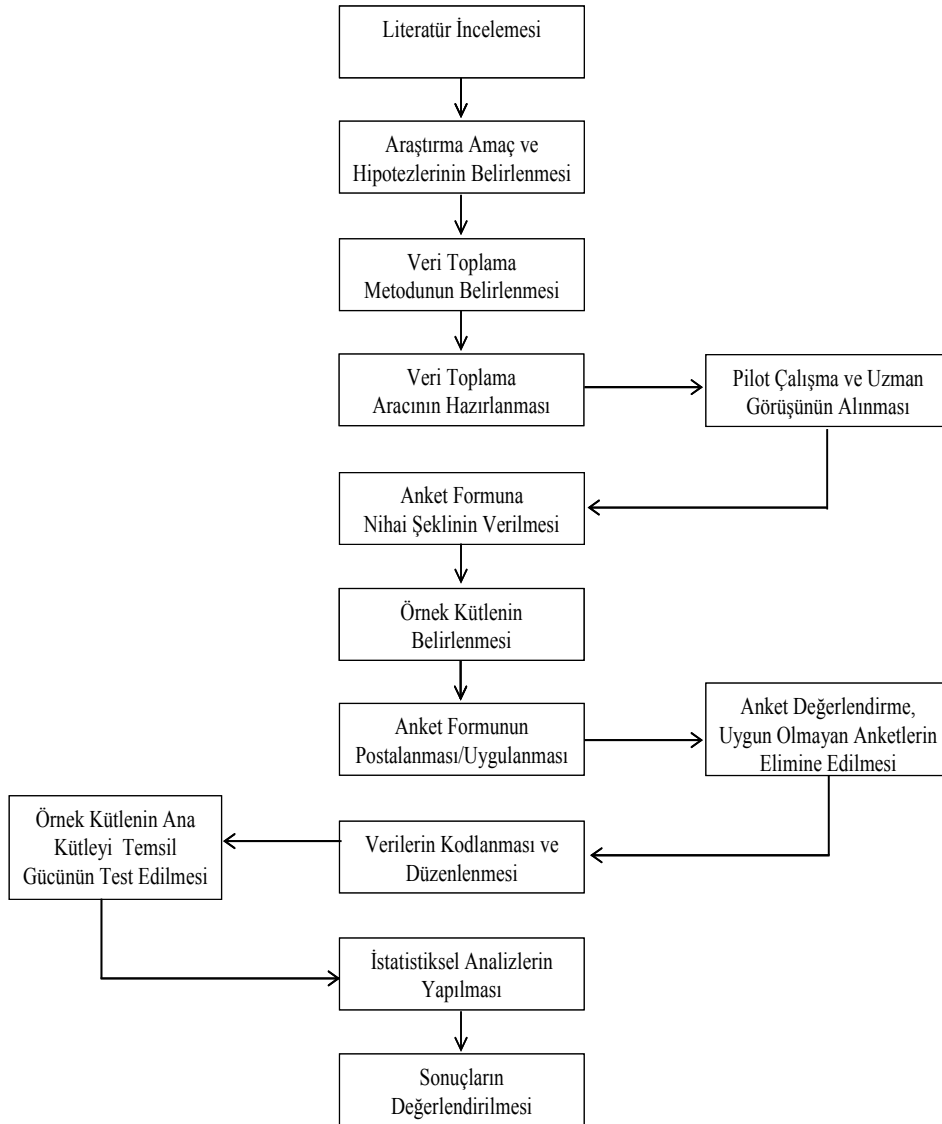 Literatür İncelemesi
Araştırma Amaç ve
Hipotezlerinin Belirlenmesi
Veri Toplama
Metodunun Belirlenmesi
Veri Toplama
Aracının Hazırlanması
Pilot Çalışma ve Uzman
Görüşünün Alınması
Anket Formuna
Nihai Şeklinin Verilmesi
Örnek Kütlenin
Belirlenmesi
Anket Formunun
Postalanması/Uygulanması
Anket Değerlendirme,
Uygun Olmayan Anketlerin
Elimine Edilmesi
Verilerin Kodlanması ve
Düzenlenmesi
Örnek Kütlenin Ana
Kütleyi Temsil
Gücünün Test Edilmesi
İstatistiksel Analizlerin
Yapılması
Sonuçların
Değerlendirilmesi